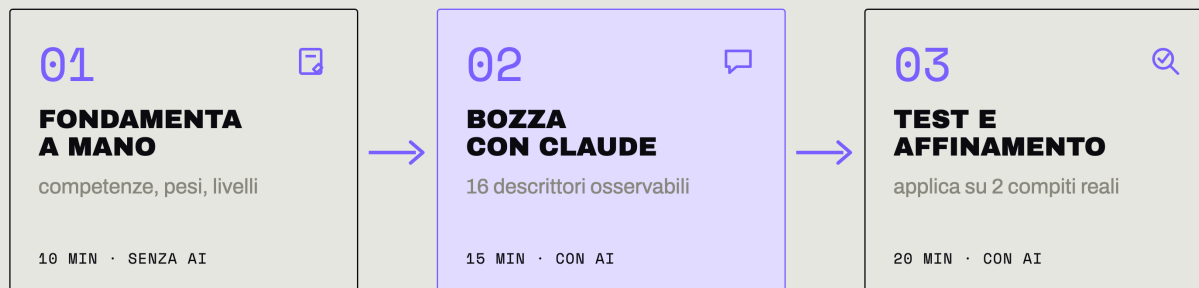 01
FONDAMENTA
A MANO
competenze, pesi, livelli
10 MIN · SENZA AI
02
BOZZA
CON CLAUDE
16 descrittori osservabili
15 MIN · CON AI
03
TEST E
AFFINAMENTO
applica su 2 compiti reali
20 MIN · CON AI